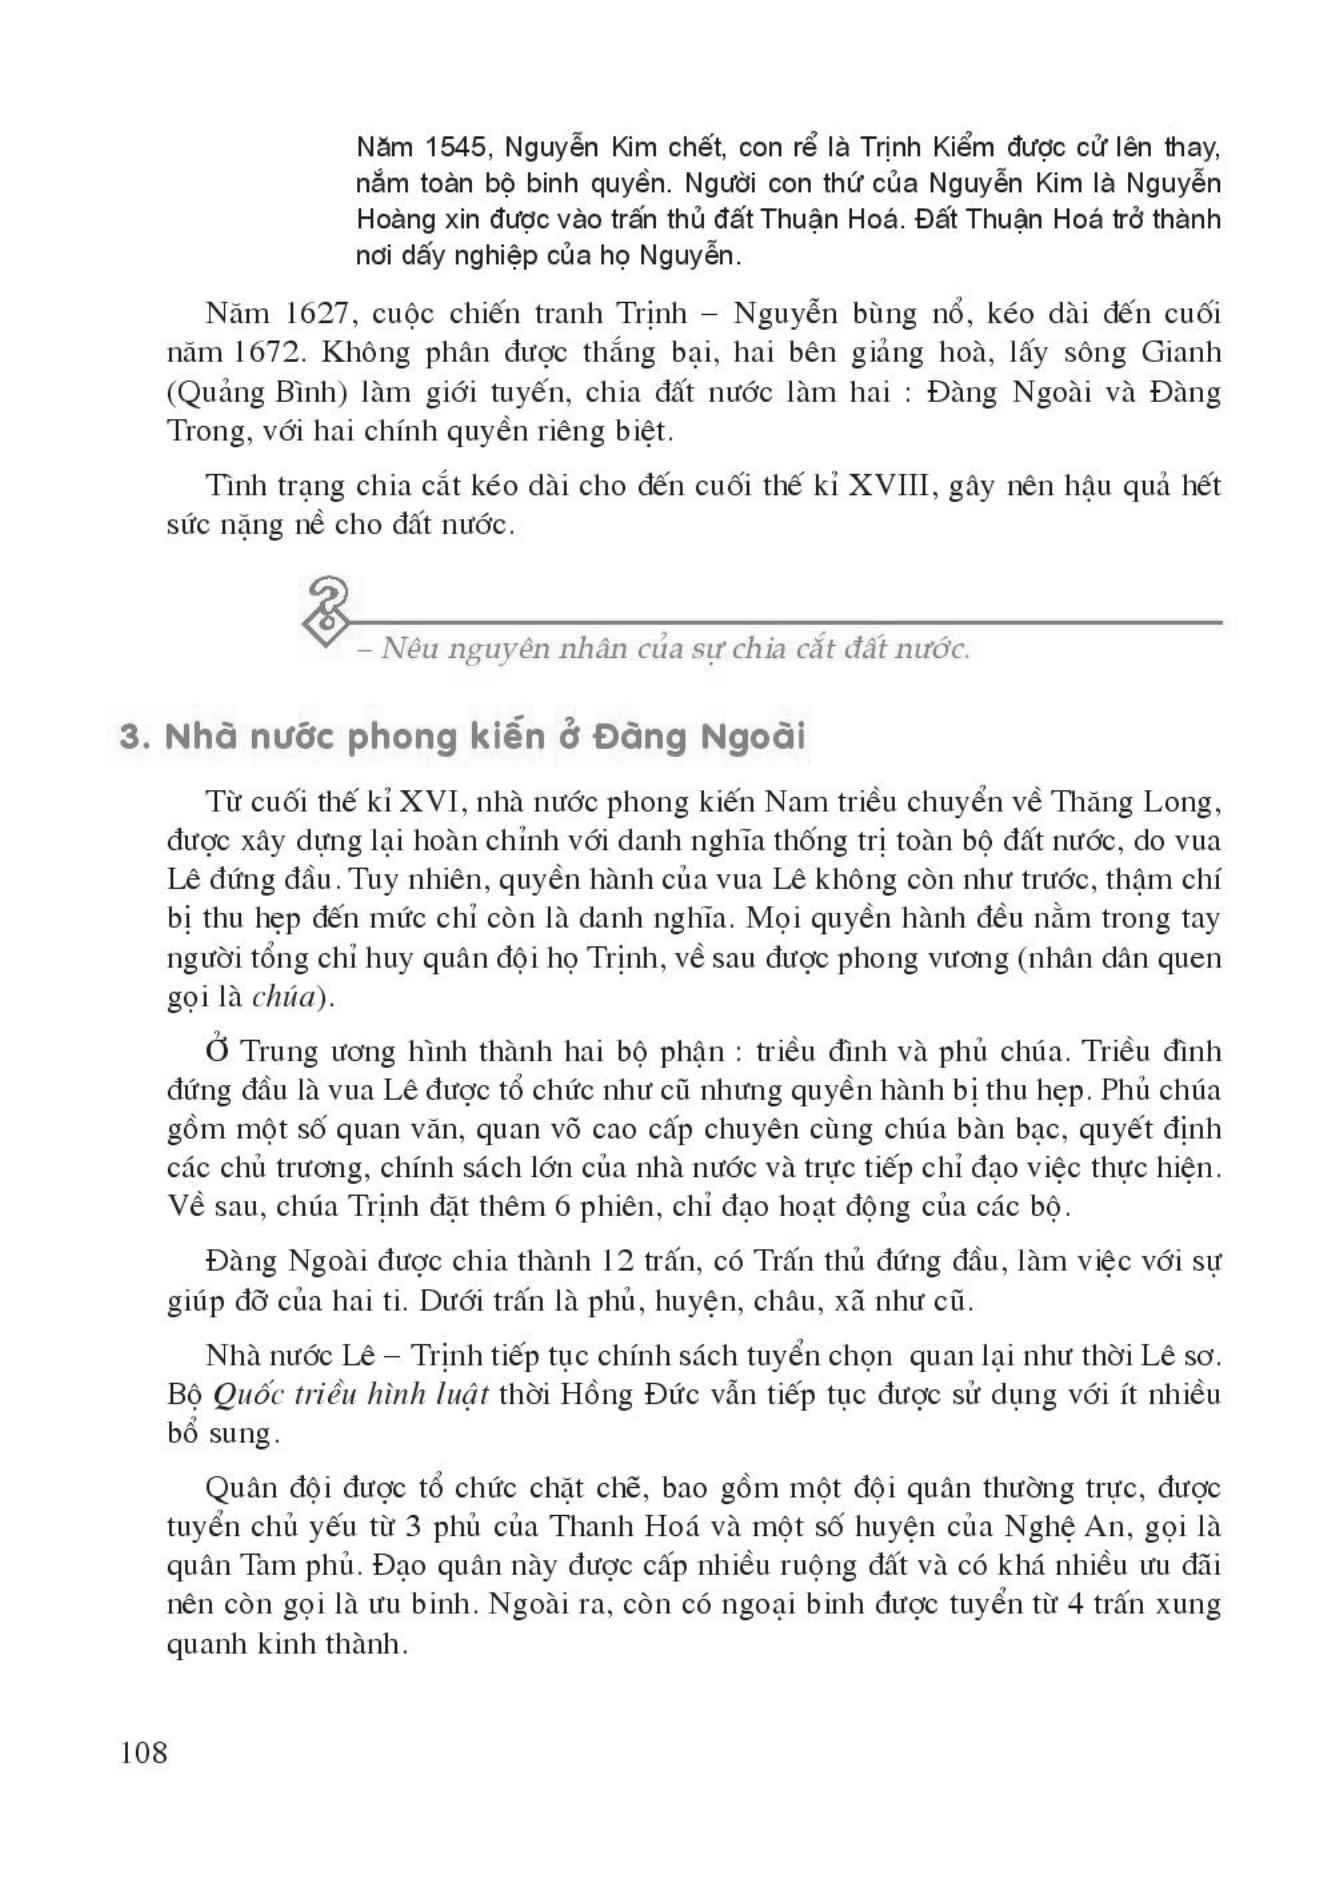 Năm 1545, Nguyễn Kim chết, con rể là Trịnh Kiểm được cử lên thay,
nắm toàn bộ binh quyền. Người con thứ của Nguyễn Kim là Nguyễn
Hoàng xin được vào trấn thủ đất Thuận Hoá. Đất Thuận Hoá trở thành
nơi dấy nghiệp của họ Nguyễn.
Năm 1627, cuộc chiến tranh Trịnh – Nguyễn bùng nổ, kéo dài đến cuối
năm 1672. Không phân được thắng bại, hai bên giảng hoà, lấy sông Gianh
(Quảng Bình) làm giới tuyến, chia đất nước làm hai : Đàng Ngoài và Đàng
Trong, với hai chính quyền riêng biệt.
Tình trạng chia cắt kéo dài cho đến cuối thế kỉ XVIII, gây nên hậu quả hết
sức nặng nề cho đất nước.
– Nêu nguyên nhân của sự chia cắt đất nước.
3. Nhà nước phong kiến ở Đàng Ngoài
Từ cuối thế kỉ XVI, nhà nước phong kiến Nam triều chuyển về Thăng Long,
được xây dựng lại hoàn chỉnh với danh nghĩa thống trị toàn bộ đất nước, do vua
Lê đứng đầu. Tuy nhiên, quyền hành của vua Lê không còn như trước, thậm chí
bị thu hẹp đến mức chỉ còn là danh nghĩa. Mọi quyền hành đều nằm trong tay
người tổng chỉ huy quân đội họ Trịnh, về sau được phong vương (nhân dân quen
gọi là chúa).
Ở Trung ương hình thành hai bộ phận : triều đình và phủ chúa. Triều đình
đứng đầu là vua Lê được tổ chức như cũ nhưng quyền hành bị thu hẹp. Phủ chúa
gồm một số quan văn, quan võ cao cấp chuyên cùng chúa bàn bạc, quyết định
các chủ trương, chính sách lớn của nhà nước và trực tiếp chỉ đạo việc thực hiện.
Về sau, chúa Trịnh đặt thêm 6 phiên, chỉ đạo hoạt động của các bộ.
Đàng Ngoài được chia thành 12 trấn, có Trấn thủ đứng đầu, làm việc với sự
giúp đỡ của hai ti. Dưới trấn là phủ, huyện, châu, xã như cũ.
Nhà nước Lê – Trịnh tiếp tục chính sách tuyển chọn quan lại như thời Lê sơ.
Bộ Quốc triều hình luật thời Hồng Đức vẫn tiếp tục được sử dụng với ít nhiều
bổ sung.
Quân đội được tổ chức chặt chẽ, bao gồm một đội quân thường trực, được
tuyển chủ yếu từ 3 phủ của Thanh Hoá và một số huyện của Nghệ An, gọi là
quân Tam phủ. Đạo quân này được cấp nhiều ruộng đất và có khá nhiều ưu đãi
nên còn gọi là ưu binh. Ngoài ra, còn có ngoại binh được tuyển từ 4 trấn xung
quanh kinh thành.
108